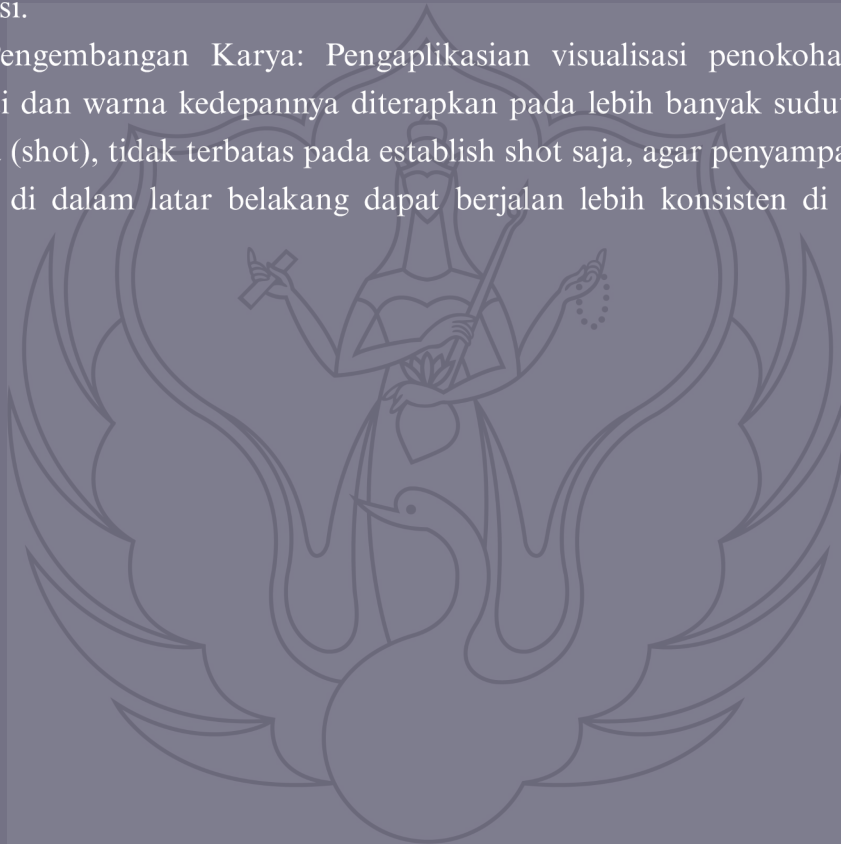 si.
engembangan Karya: Pengaplikasian visualisasi penokoha
i dan warna kedepannya diterapkan pada lebih banyak sudu
(shot), tidak terbatas pada establish shot saja, agar penyampa
di dalam latar belakang dapat berjalan lebih konsisten di